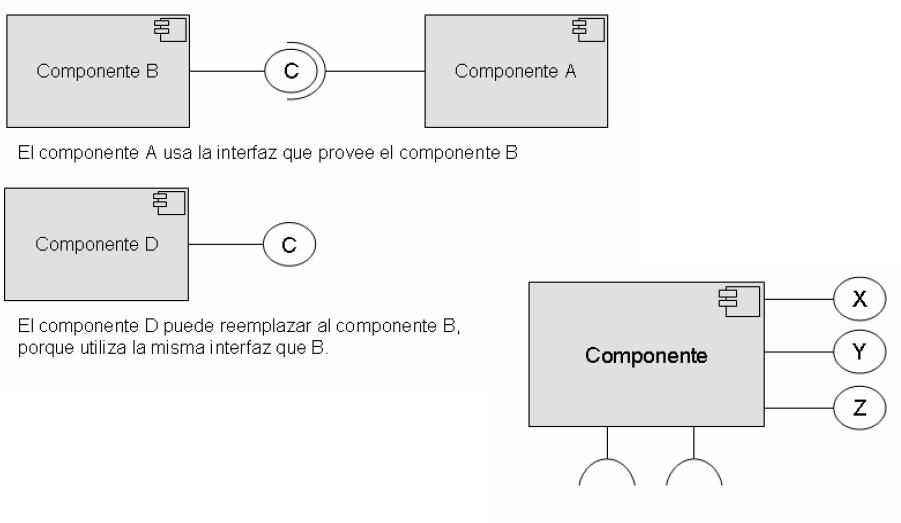 Componente B
C
Componente A
El componente A usa la interfaz que provee el componente B
Componente D
C
El componente D puede reemplazar al componente B,
porque utiliza la misma interfaz que B.
Componente
X
Y
Z